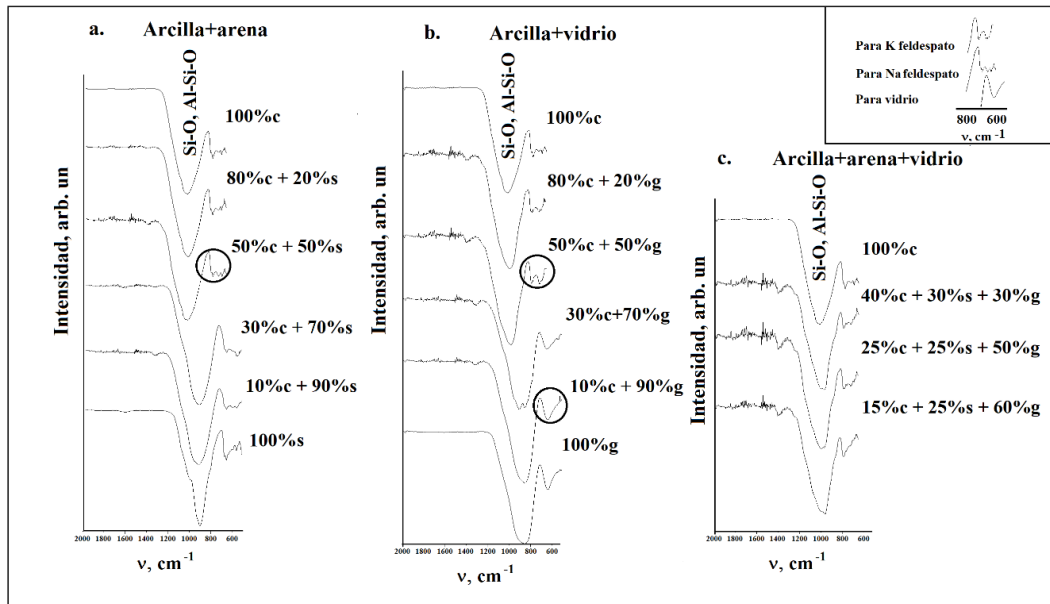 a.
Arcilla+arena
Intensidad, arb. un
Si-O, Al-Si-O
100%c
80%c + 20%s
50%c + 50%s
30%c + 70%s
10%c + 90%s
100%s
2000 1800 1600 1400 1200 1000 800 600
ν, cm-1
b.
Arcilla+vidrio
Intensidad, arb. un
Si-O, Al-Si-O
100%c
80%c + 20%g
50%c + 50%g
30%c+70%g
10%c + 90%g
100%g
2000 1800 1600 1400 1200 1000 800 600
ν, cm-1
Para K feldespato
Para Na feldespato
Para vidrio
800 600
ν, cm -1
c.
Arcilla+arena+vidrio
Intensidad, arb. un
Si-O, Al-Si-O
100%c
40%c + 30%s + 30%g
25%c + 25%s + 50%g
15%c + 25%s + 60%g
2000 1800 1600 1400 1200 1000 800 600
ν, cm-1